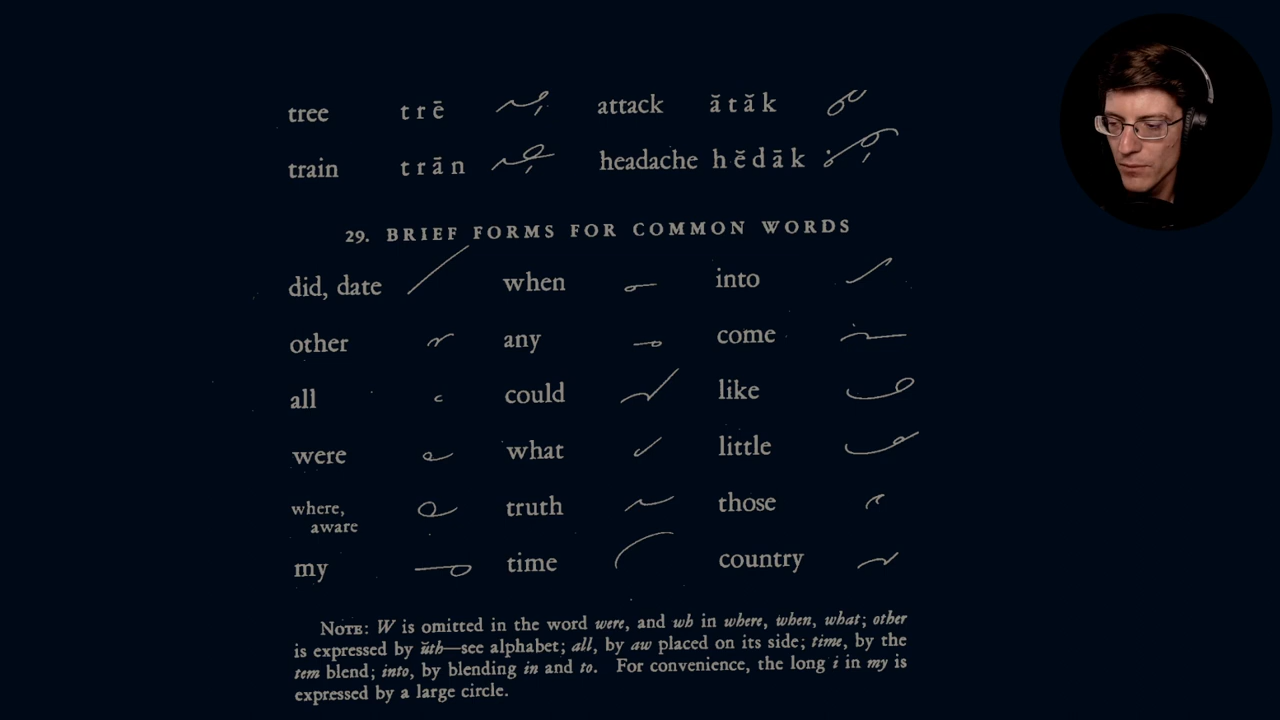 tree t r ē attack ă t ă k
train t r ā n headache h ĕ d ā k
29. BRIEF FORMS FOR COMMON WORDS
did, date when into
other any come
all could like
were what little
where, aware truth those
my time country
NOTE: W is omitted in the word were, and wh in where, when, what; other
is expressed by ŭth—see alphabet; all, by aw placed on its side; time, by the
tem blend; into, by blending in and to. For convenience, the long i in my is
expressed by a large circle.